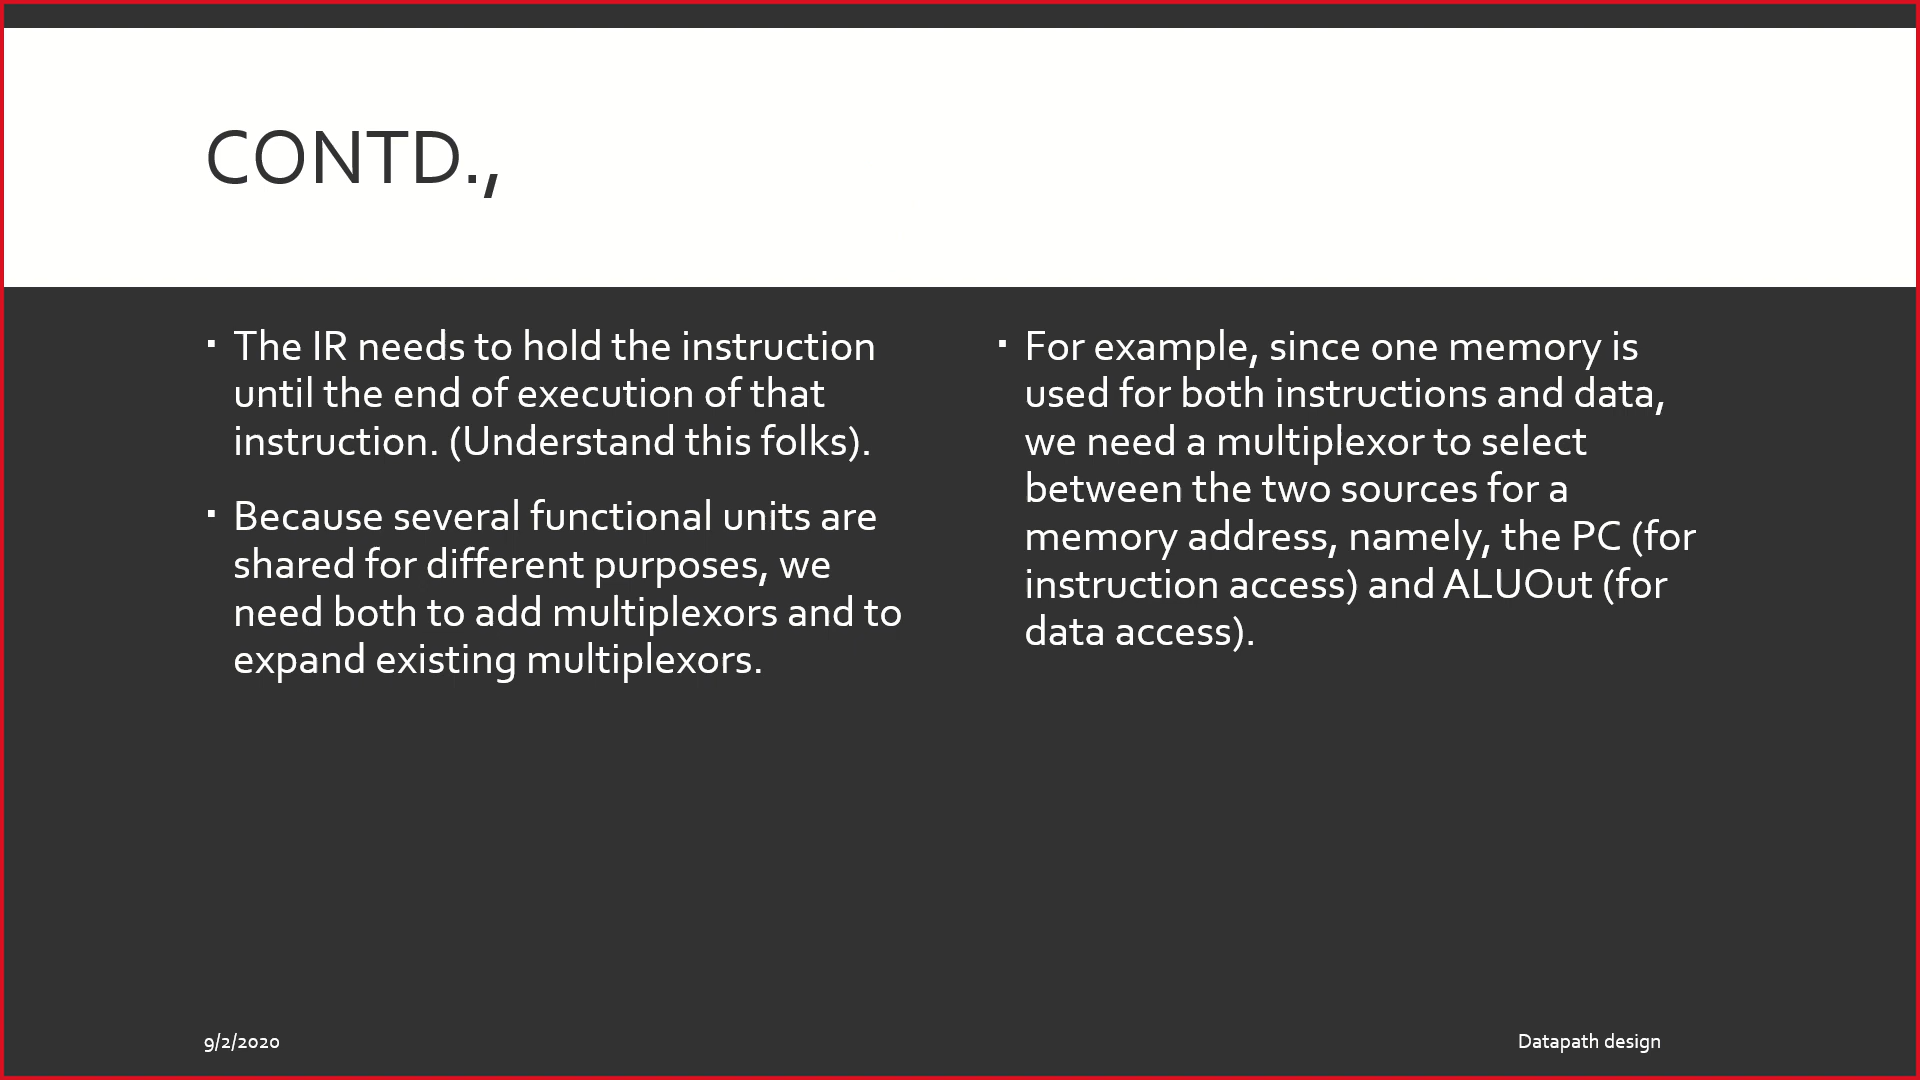 CONTD.,
▪ The IR needs to hold the instruction
until the end of execution of that
instruction. (Understand this folks).
▪ Because several functional units are
shared for different purposes, we
need both to add multiplexors and to
expand existing multiplexors.
▪ For example, since one memory is
used for both instructions and data,
we need a multiplexor to select
between the two sources for a
memory address, namely, the PC (for
instruction access) and ALUOut (for
data access).
9/2/2020
Datapath design